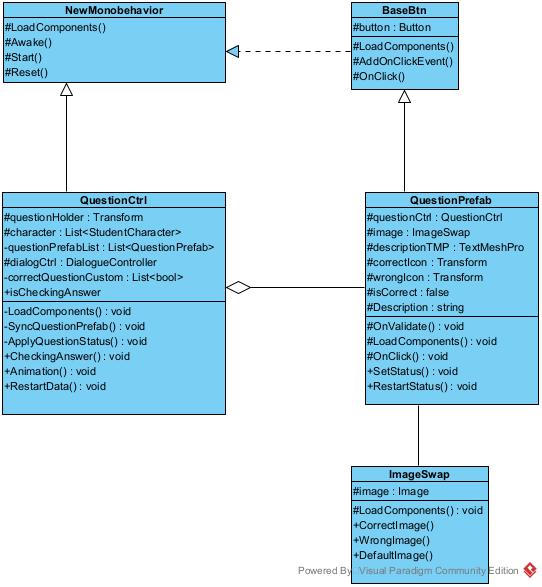 NewMonobehavior
#LoadComponents()
#Awake()
#Start()
#Reset()
BaseBtn
#button : Button
#LoadComponents()
#AddOnClickEvent()
#OnClick()
QuestionCtrl
#questionHolder : Transform
#character : List<StudentCharacter>
-questionPrefabList : List<QuestionPrefab>
#dialogCtrl : DialogueController
-correctQuestionCustom : List<bool>
+isCheckingAnswer
-LoadComponents() : void
-SyncQuestionPrefab() : void
-ApplyQuestionStatus() : void
+CheckingAnswer() : void
+Animation() : void
+RestartData() : void
QuestionPrefab
#questionCtrl : QuestionCtrl
#image : ImageSwap
#descriptionTMP : TextMeshPro
#correctIcon : Transform
#wrongIcon : Transform
#isCorrect : false
#Description : string
#OnValidate() : void
#LoadComponents() : void
#OnClick() : void
+SetStatus() : void
+RestartStatus() : void
ImageSwap
#image : Image
#LoadComponents() : void
+CorrectImage()
+WrongImage()
+DefaultImage()
Powered By Visual Paradigm Community Edition